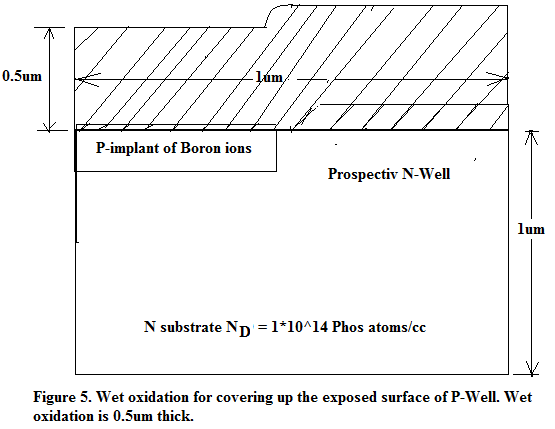 0.5um
1um
P-implant of Boron ions
Prospectiv N-Well
1um
N substrate ND = 1*10^14 Phos atoms/cc
Figure 5. Wet oxidation for covering up the exposed surface of P-Well. Wet
oxidation is 0.5um thick.